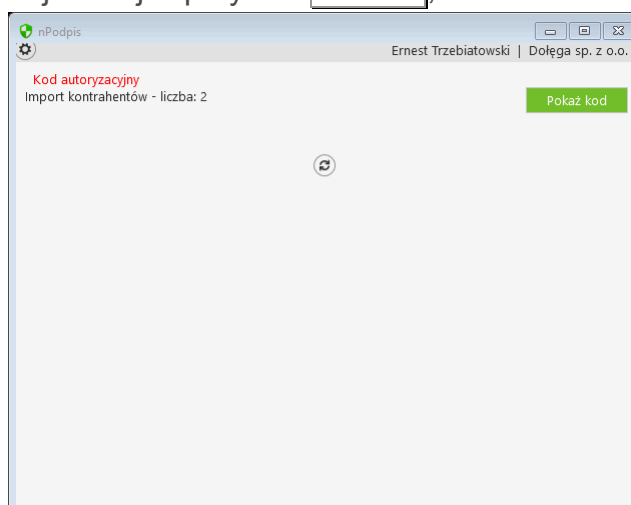 nPodpis
Ernest Trzebiatowski | Dołęga sp. z o.o.
Kod autoryzacyjny
Import kontrahentów - liczba: 2
Pokaż kod